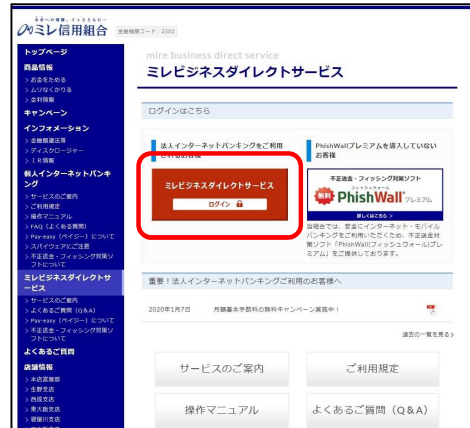 未来への信頼、ミレとともに…
ミレ信用組合
金融機関コード：2582
トップページ
商品情報
> お金をためる
> ムリなくかりる
> 金利情報
キャンペーン
インフォメーション
> 金融関連法等
> ディスクロージャー
> ＩＲ情報
個人インターネットバンキ
ング
> サービスのご案内
> ご利用規定
> 操作マニュアル
> FAQ（よくある質問）
> Pay-easy（ペイジー）について
> スパイウェアにご注意
> 不正送金・フィッシング対策ソ
フトについて
ミレビジネスダイレクトサ
ービス
> サービスのご案内
> よくあるご質問（Q&A）
> Pay-easy（ペイジー）について
> 不正送金・フィッシング対策ソ
フトについて
よくあるご質問
店舗情報
> 本店営業部
> 生野支店
> 西成支店
> 東大阪支店
> 寝屋川支店
mire business direct service
ミレビジネスダイレクトサービス
ログインはこちら
法人インターネットバンキングをご利用
されるお客様
ミレビジネスダイレクトサービス
ログイン
PhishWallプレミアムを導入していない
お客様
不正送金・フィッシング対策ソフト
フィッシュウォール
無料 PhishWall プレミアム
詳しくはこちら >
当組合では、安全にインターネット・モバイル
バンキングをご利用いただくため、不正送金対
策ソフト「PhishWall(フィッシュウォール)プレ
ミアム」をご提供しております。
重要！法人インターネットバンキングご利用のお客様へ
2020年1月7日 月額基本手数料の無料キャンペーン実施中！
過去の一覧を見る>
サービスのご案内
ご利用規定
操作マニュアル
よくあるご質問（Q&A）